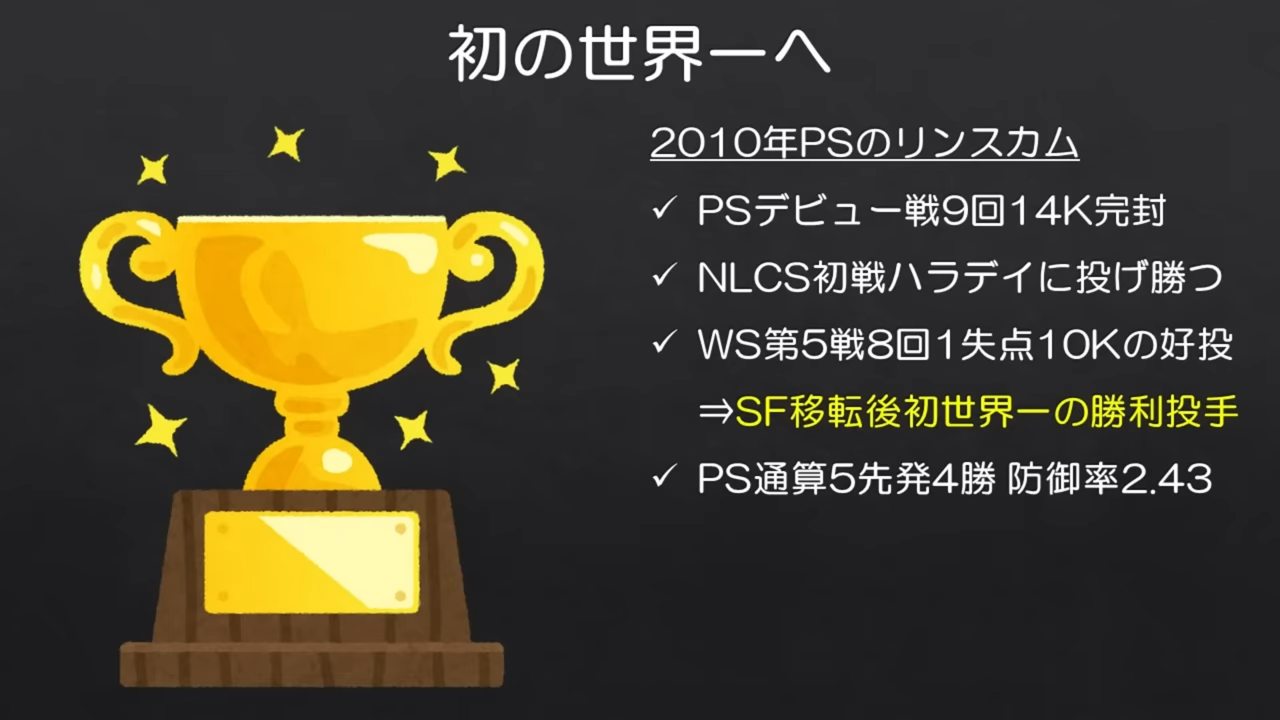 初の世界一へ
2010年PSのリンスカム
✓ PSデビュー戦9回14K完封
✓ NLCS初戦ハラデイに投げ勝つ
✓ WS第5戦8回1失点10Kの好投
⇒SF移転後初世界一の勝利投手
✓ PS通算5先発4勝 防御率2.43